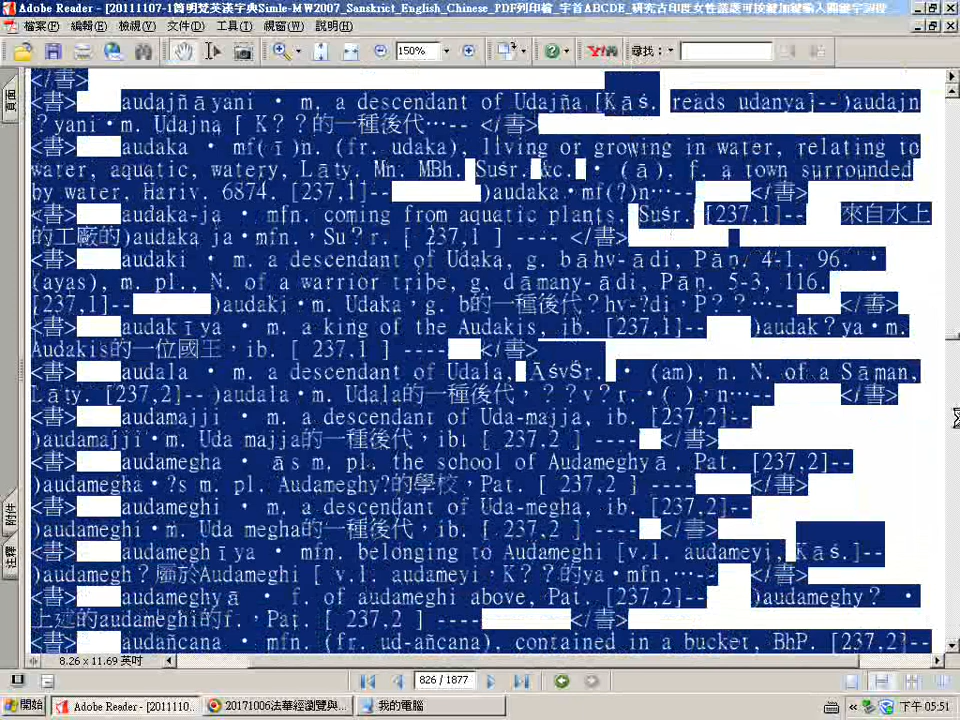 Adobe Reader - [20111107-1簡明梵英漢字典Simle-MW2007_Sanskrit_English_Chinese_PDF列印檔_字首ABCDE_研究古印度女性議題可按鍵加鍵輸入關鍵字詞搜
檔案(F) 編輯(E) 檢視(V) 文件(D) 工具(T) 視窗(W) 說明(H)
150% 尋找:
頁面
</書>
<書> audajñāyani · m. a descendant of Udajña [Kāś. reads udanya]--)audajn
?yani·m. Udajna [ K??的一種後代…-- </書>
<書> audaka · mf(ī)n. (fr. udaka), living or growing in water, relating to
water, aquatic, watery, Lāty. Mn. MBh. Suśr. &c. · (ā), f. a town surrounded
by water, Hariv. 6874. [237,1]-- )audaka·mf(?)n…-- </書>
<書> audaka-ja · mfn. coming from aquatic plants, Suśr. [237,1]-- 來自水上
的工廠的)audaka ja·mfn.，Su?r. [ 237,1 ] ---- </書>
<書> audaki · m. a descendant of Udaka, g. bāhv-ādi, Pāṇ. 4-1, 96. ·
(ayas), m. pl., N. of a warrior tribe, g. dāmany-ādi, Pāṇ. 5-3, 116.
[237,1]-- )audaki·m. Udaka，g. b的一種後代?hv-?di，P??…-- </書>
<書> audakīya · m. a king of the Audakis, ib. [237,1]-- )audak?ya·m.
Audakis的一位國王，ib. [ 237,1 ] ---- </書>
<書> audala · m. a descendant of Udala, ĀśvŚr. · (am), n. N. of a Sāman,
Lāty. [237,2]--)audala·m. Udala的一種後代，??v?r.·( )，n…-- </書>
<書> audamajji · m. a descendant of Uda-majja, ib. [237,2]--
)audamajji·m. Uda majja的一種後代，ib. [ 237,2 ] ---- </書>
<書> audamegha · ās m. pl. the school of Audameghyā, Pat. [237,2]--
)audamegha·?s m. pl. Audameghy?的學校，Pat. [ 237,2 ] ---- </書>
<書> audameghi · m. a descendant of Uda-megha, ib. [237,2]--
)audameghi·m. Uda megha的一種後代，ib. [ 237,2 ] ---- </書>
<書> audameghīya · mfn. belonging to Audameghi [v.l. audameyi, Kāś.]--
)audamegh?屬於Audameghi [ v.l. audameyi，K??的ya·mfn.…-- </書>
<書> audameghyā · f. of audameghi above, Pat. [237,2]-- )audameghy? ·
上述的audameghi的f.，Pat. [ 237,2 ] ---- </書>
<書> audañcana · mfn. (fr. ud-añcana), contained in a bucket, BhP. [237,2]--
附件
注釋
8.26 x 11.69 英吋
826 / 1877
開始 Adobe Reader - [2011110... 20171006法華經瀏覽與... 我的電腦 下午 05:51